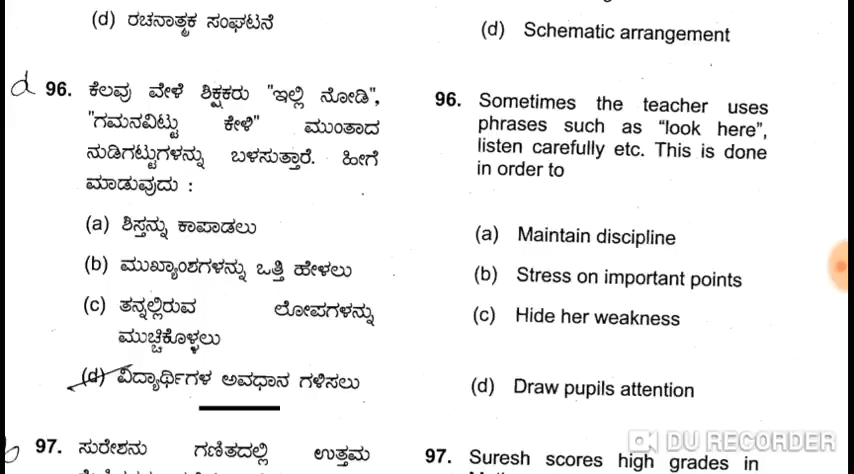 (d) ರಚನಾತ್ಮಕ ಸಂಘಟನೆ
d 96. ಕೆಲವು ವೇಳೆ ಶಿಕ್ಷಕರು "ಇಲ್ಲಿ ನೋಡಿ",
"ಗಮನವಿಟ್ಟು ಕೇಳಿ" ಮುಂತಾದ
ನುಡಿಗಟ್ಟುಗಳನ್ನು ಬಳಸುತ್ತಾರೆ. ಹೀಗೆ
ಮಾಡುವುದು :
(a) ಶಿಸ್ತನ್ನು ಕಾಪಾಡಲು
(b) ಮುಖ್ಯಾಂಶಗಳನ್ನು ಒತ್ತಿ ಹೇಳಲು
(c) ತನ್ನಲ್ಲಿರುವ ಲೋಪಗಳನ್ನು
ಮುಚ್ಚಿಕೊಳ್ಳಲು
(d) ವಿದ್ಯಾರ್ಥಿಗಳ ಅವಧಾನ ಗಳಿಸಲು
97. ಸುರೇಶನು ಗಣಿತದಲ್ಲಿ ಉತ್ತಮ
(d) Schematic arrangement
96. Sometimes the teacher uses
phrases such as “look here”,
listen carefully etc. This is done
in order to
(a) Maintain discipline
(b) Stress on important points
(c) Hide her weakness
(d) Draw pupils attention
97. Suresh scores high grades in
DU RECORDER